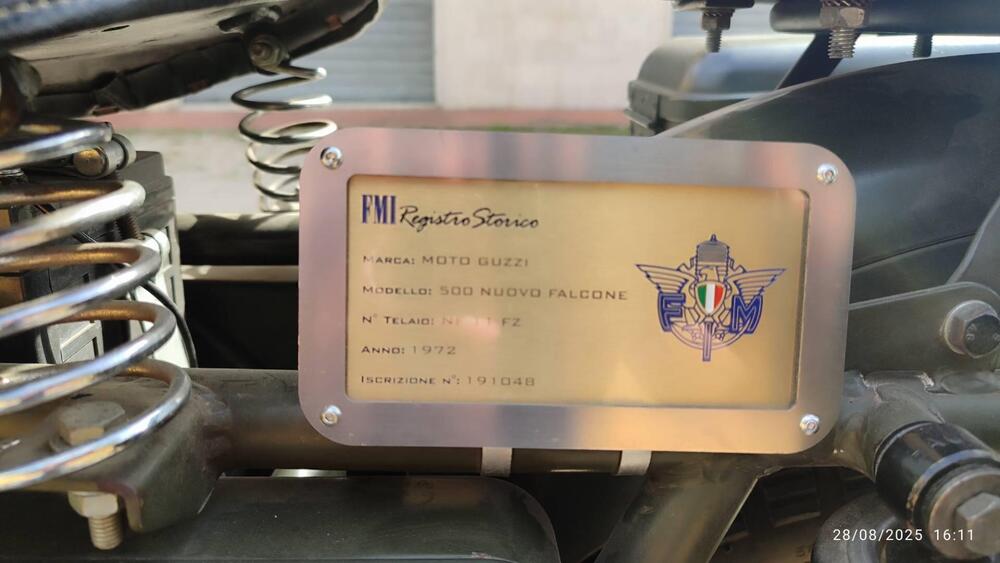 FMI Registro Storico
Marca: MOTO GUZZI
Modello: 500 NUOVO FALCONE
N° Telaio: FZ
Anno: 1972
Iscrizione n°: 191048
F M
28/08/2025 16:11